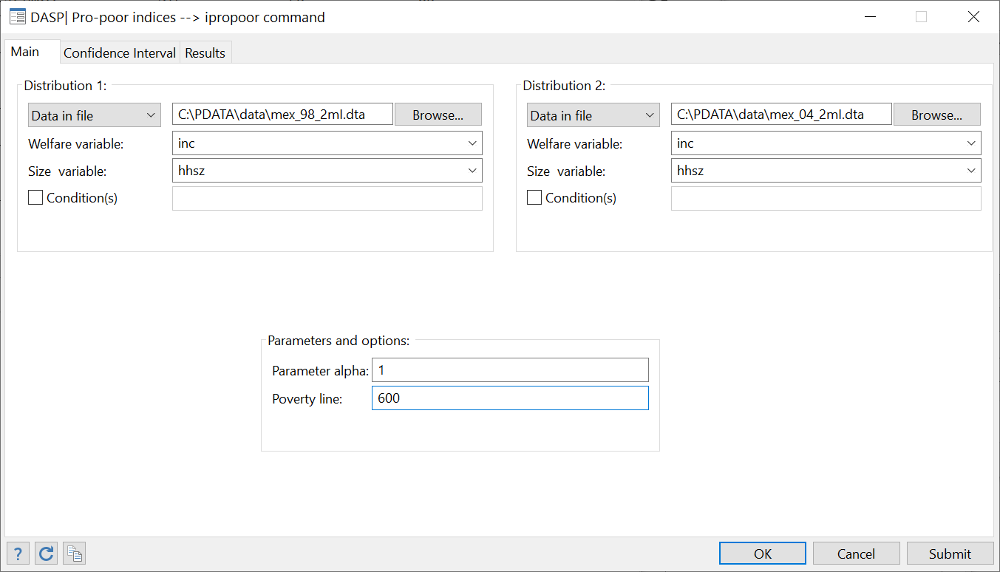 DASP| Pro-poor indices --> ipropoor command
Main Confidence Interval Results
Distribution 1:
Data in file C:\PDATA\data\mex_98_2ml.dta Browse...
Welfare variable: inc
Size variable: hhsz
Condition(s)
Distribution 2:
Data in file C:\PDATA\data\mex_04_2ml.dta Browse...
Welfare variable: inc
Size variable: hhsz
Condition(s)
Parameters and options:
Parameter alpha: 1
Poverty line: 600
? OK Cancel Submit